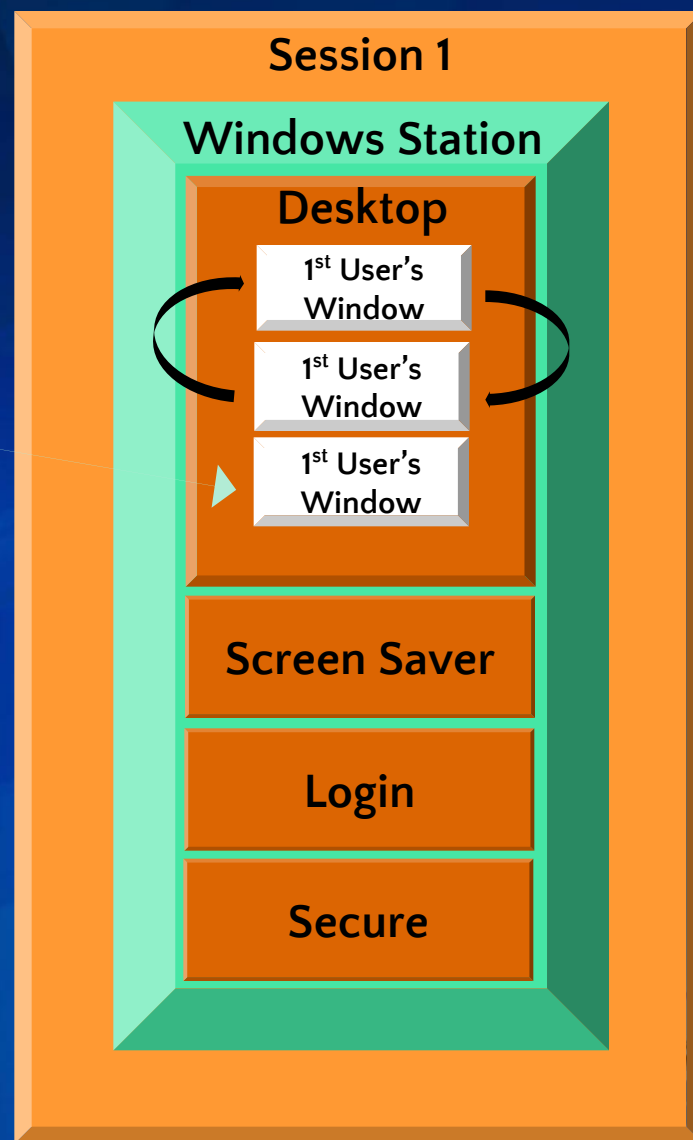 Session 1
Windows Station
Desktop
1st User’s
Window
1st User’s
Window
1st User’s
Window
Screen Saver
Login
Secure